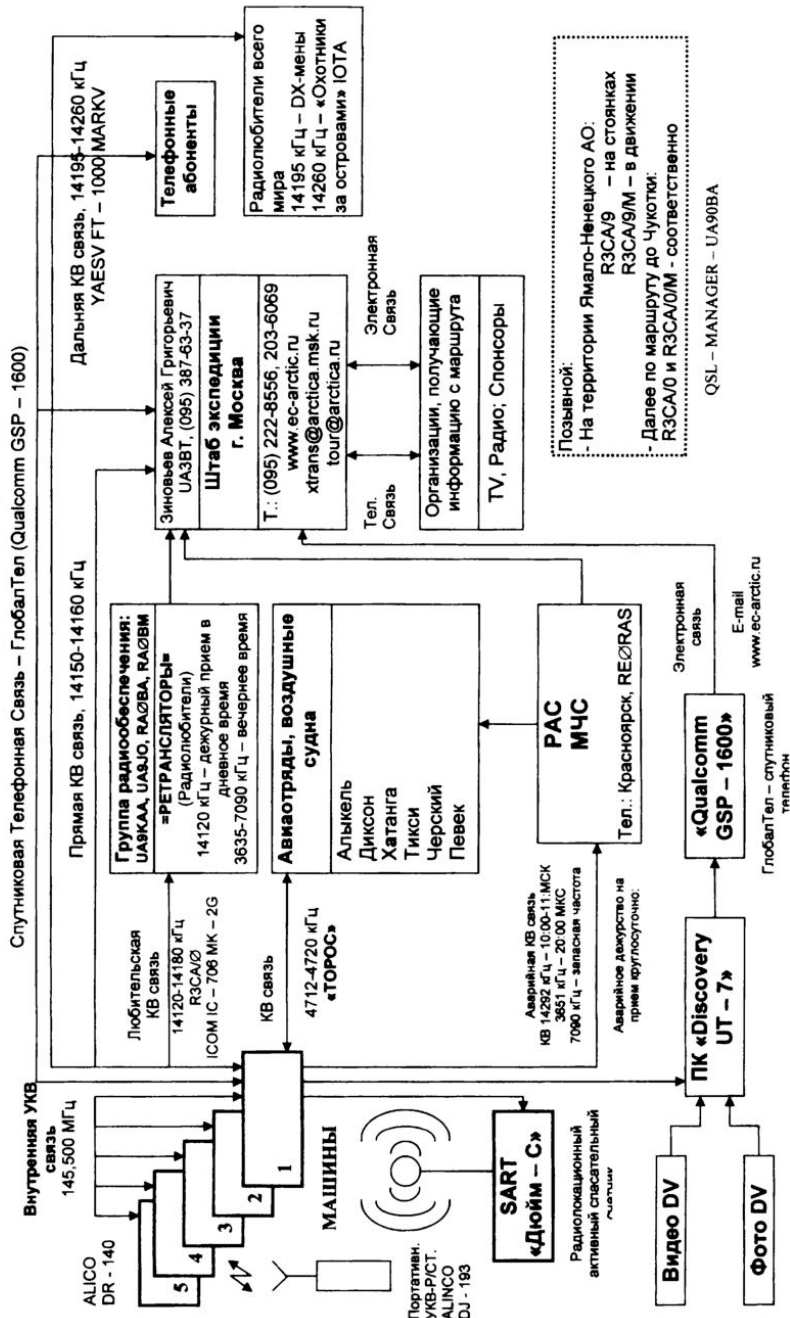 Спутниковая Телефонная Связь – ГлобалТел (Qualcomm GSP – 1600)
Дальняя КВ связь, 14195-14260 кГц
YAESV FT – 1000 MARKV
Прямая КВ связь, 14150-14160 кГц
Внутренняя УКВ
связь
145,500 МГц
ALICO
DR - 140
5
4
3
2
1
МАШИНЫ
Портативн.
УКВ-Р/СТ.
ALINCO
DJ - 193
SART
«Дюйм – С»
Радиолокационный
активный спасательный
Видео DV
Фото DV
Любительская
КВ связь
14120-14180 кГц
R3CA/Ø
ICOM IC – 706 MK – 2G
КВ связь
4712-4720 кГц
«ТОРОС»
Аварийная КВ связь
КВ 14292 кГц – 10:00-11:МСК
3651 кГц – 20:00 МКС
7090 кГц – запасная частота
Аварийное дежурство на
прием круглосуточно:
ПК «Discovery
UT – 7»
Группа радиообеспечения:
UA9KAA, UA9JO, RAØBA, RAØBM
=РЕТРАНСЛЯТОРЫ=
(Радиолюбители)
14120 кГц – дежурный прием в
дневное время
3635-7090 кГц – вечернее время
Авиаотряды, воздушные
судна
Алыкель
Диксон
Хатанга
Тикси
Черский
Певек
РАС
МЧС
Тел.: Красноярск, REØRAS
«Qualcomm
GSP – 1600»
ГлобалТел – спутниковый
телефон
Электронная
связь
E-mail
www.ec-arctic.ru
Зиновьев Алексей Григорьевич
UA3BT, (095) 387-63-37
Штаб экспедиции
г. Москва
Т.: (095) 222-8556, 203-6069
www.ec-arctic.ru
xtrans@arctica.msk.ru
tour@arctica.ru
Тел.
Связь
Электронная
Связь
Организации, получающие
информацию с маршрута
TV, Радио; Спонсоры
Телефонные
абоненты
Радиолюбители всего
мира
14195 кГц – DX-мены
14260 кГц – «Охотники
за островами» IOTA
Позывной:
- На территории Ямало-Ненецкого АО:
R3CA/9 – на стоянках
R3CA/9/M – в движении
- Далее по маршруту до Чукотки:
R3CA/0 и R3CA/0/M - соответственно
QSL – MANAGER – UA90BA